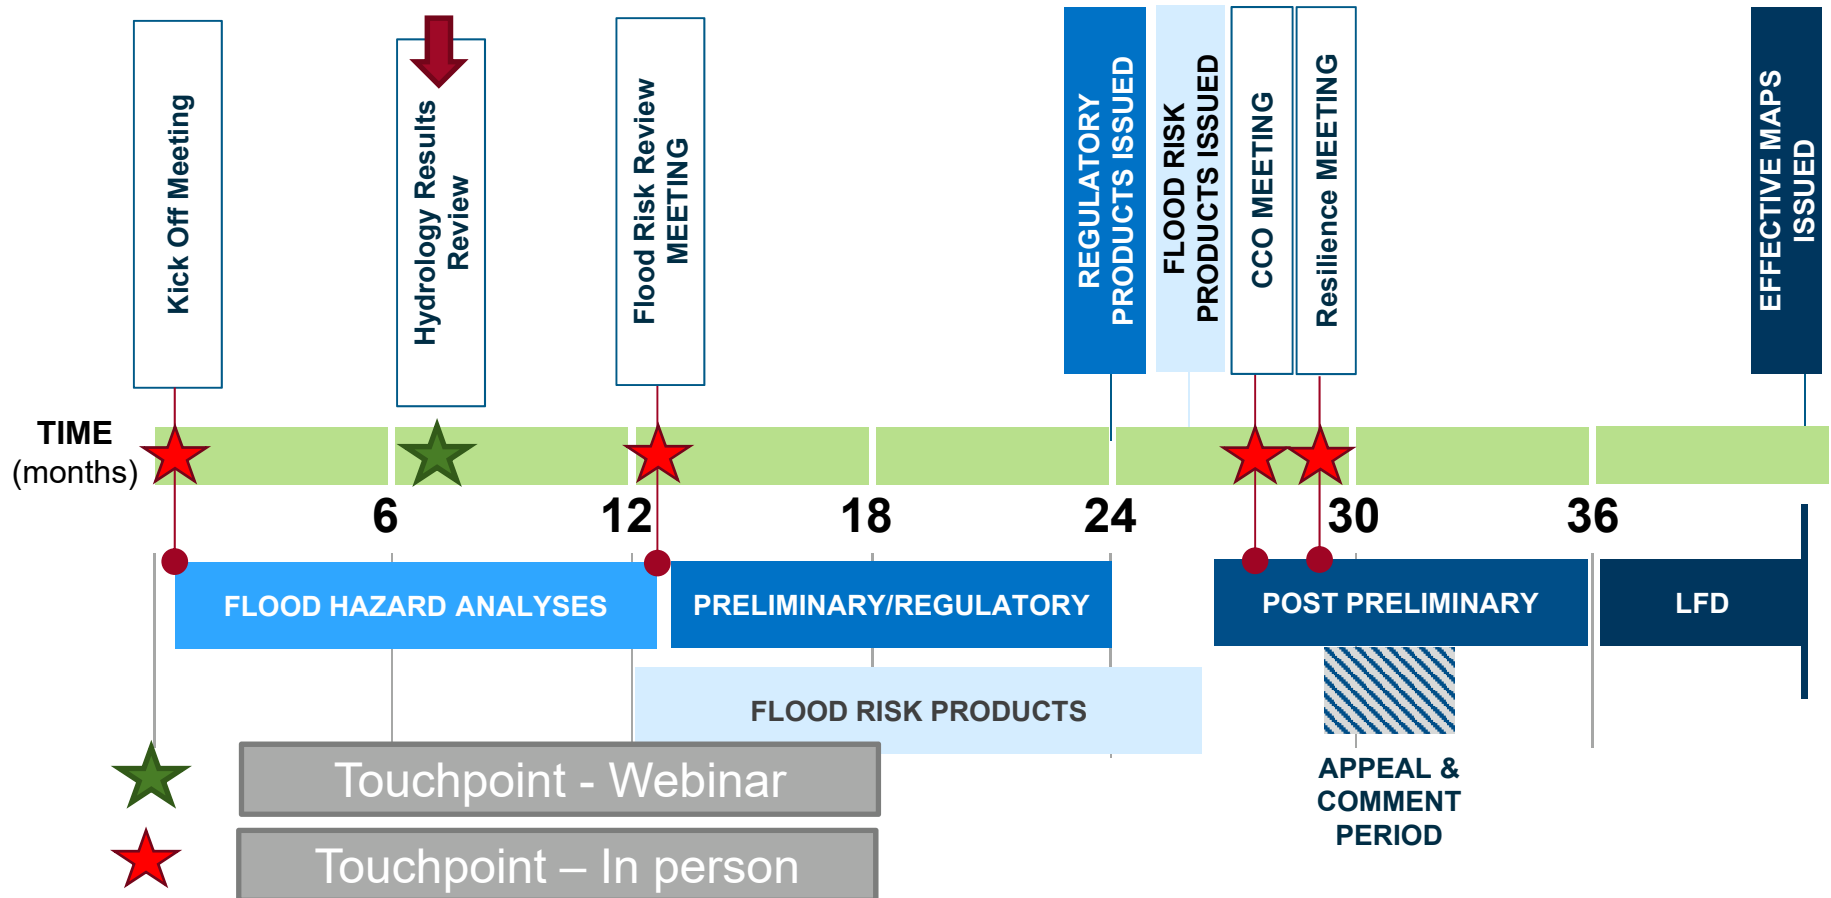 Kick Off Meeting
Hydrology Results
Review
Flood Risk Review
MEETING
REGULATORY
PRODUCTS ISSUED
FLOOD RISK
PRODUCTS ISSUED
CCO MEETING
Resilience MEETING
EFFECTIVE MAPS
ISSUED
TIME
(months)
6
12
18
24
30
36
FLOOD HAZARD ANALYSES
PRELIMINARY/REGULATORY
POST PRELIMINARY
LFD
FLOOD RISK PRODUCTS
APPEAL &
COMMENT
PERIOD
Touchpoint - Webinar
Touchpoint – In person